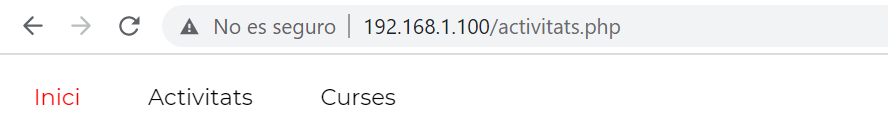 No es seguro | 192.168.1.100/activitats.php
Inici Activitats Curses